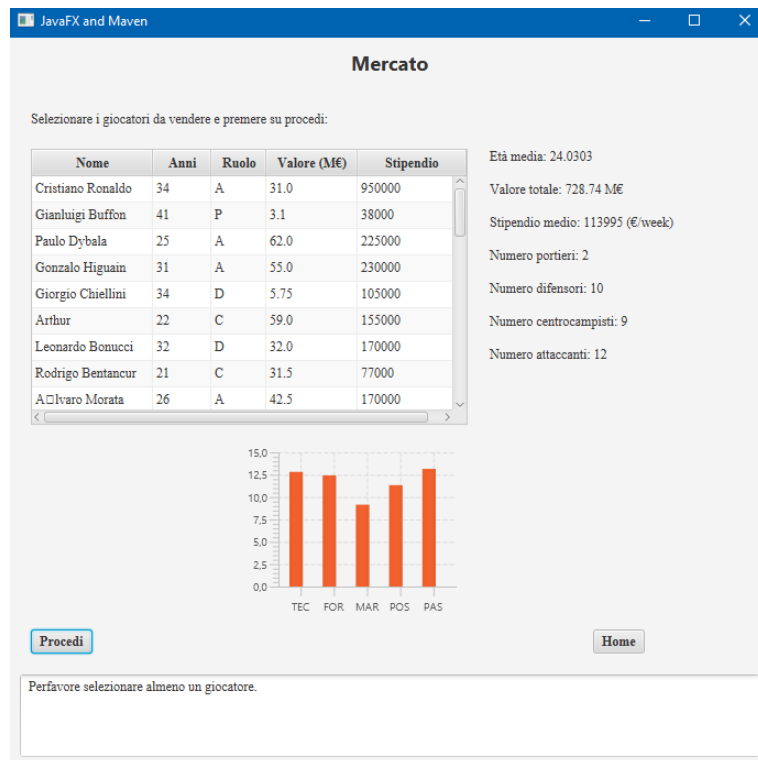 JavaFX and Maven
Mercato
Selezionare i giocatori da vendere e premere su procedi:
Nome Anni Ruolo Valore (M€) Stipendio
Cristiano Ronaldo 34 A 31.0 950000
Gianluigi Buffon 41 P 3.1 38000
Paulo Dybala 25 A 62.0 225000
Gonzalo Higuain 31 A 55.0 230000
Giorgio Chiellini 34 D 5.75 105000
Arthur 22 C 59.0 155000
Leonardo Bonucci 32 D 32.0 170000
Rodrigo Bentancur 21 C 31.5 77000
A□lvaro Morata 26 A 42.5 170000
Età media: 24.0303
Valore totale: 728.74 M€
Stipendio medio: 113995 (€/week)
Numero portieri: 2
Numero difensori: 10
Numero centrocampisti: 9
Numero attaccanti: 12
15,0
12,5
10,0
7,5
5,0
2,5
0,0
TEC FOR MAR POS PAS
Procedi Home
Perfavore selezionare almeno un giocatore.